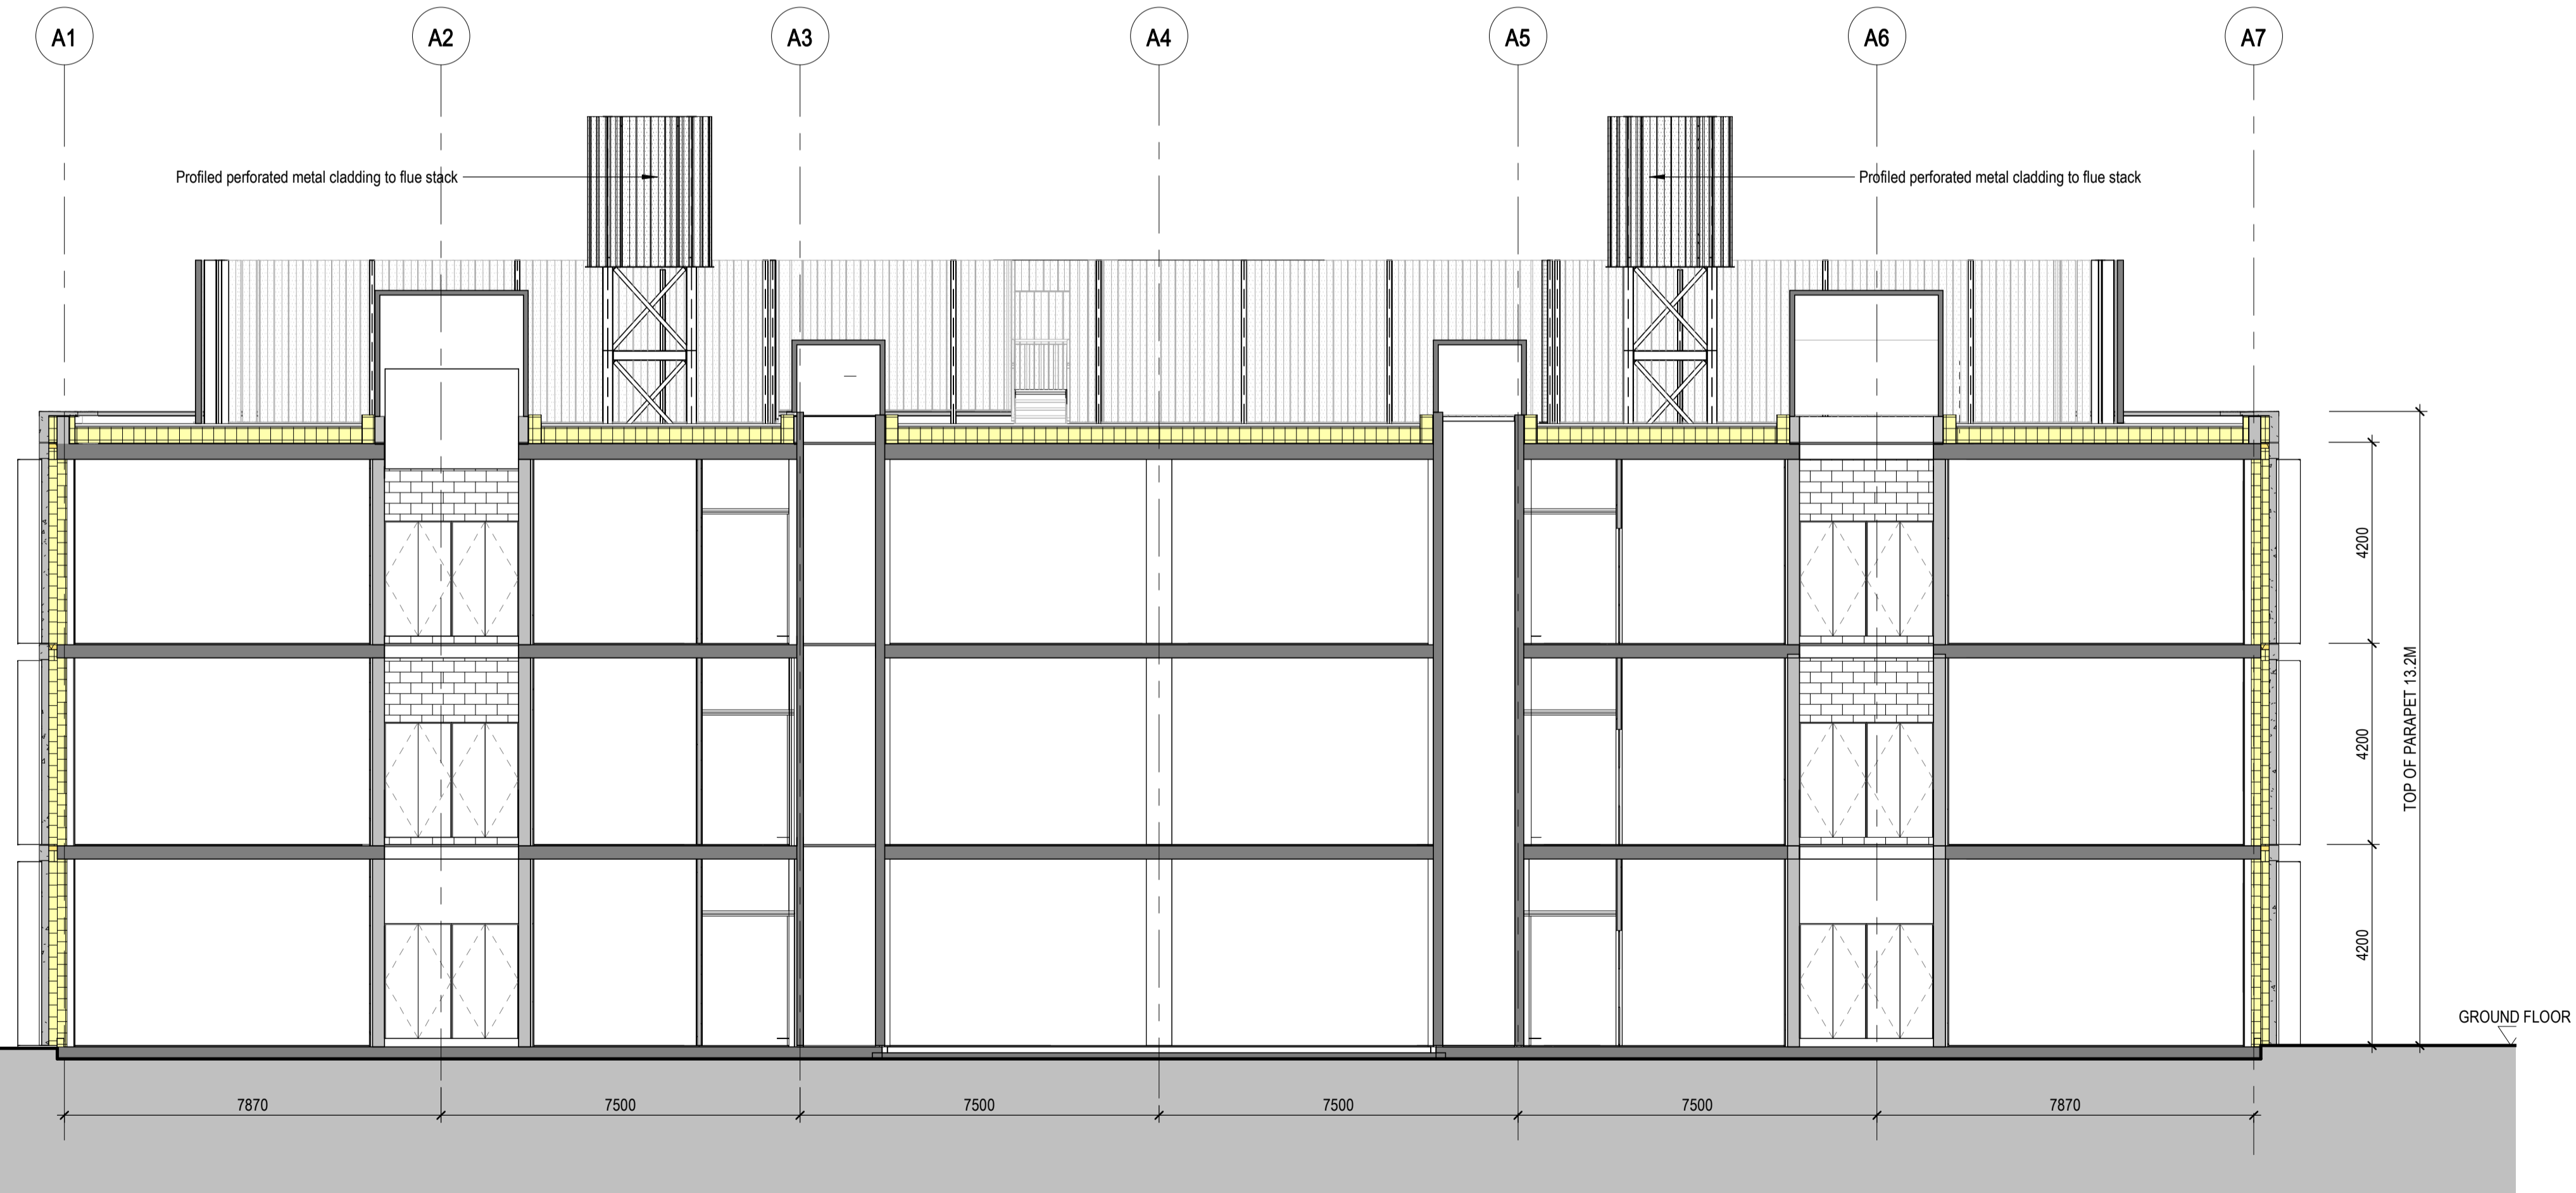 A1
A2
A3
A4
A5
A6
A7
Profiled perforated metal cladding to flue stack
Profiled perforated metal cladding to flue stack
4200
4200
4200
TOP OF PARAPET 13.2M
GROUND FLOOR
7870
7500
7500
7500
7500
7870